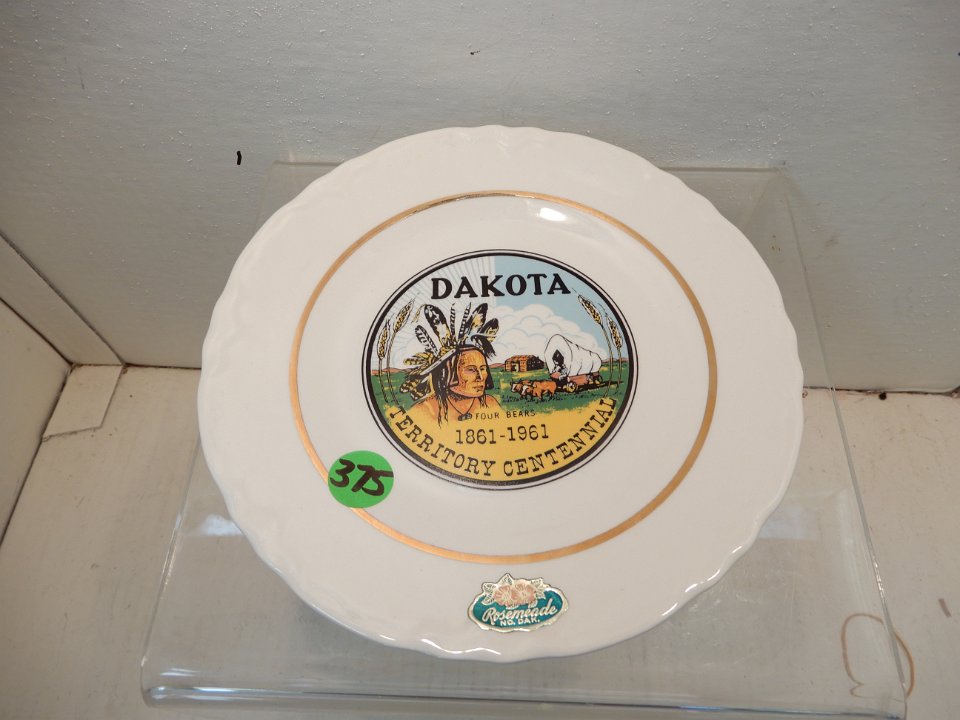 DAKOTA
FOUR BEARS
1861-1961
TERRITORY CENTENNIAL
375
Rosemeade
NO. DAK.